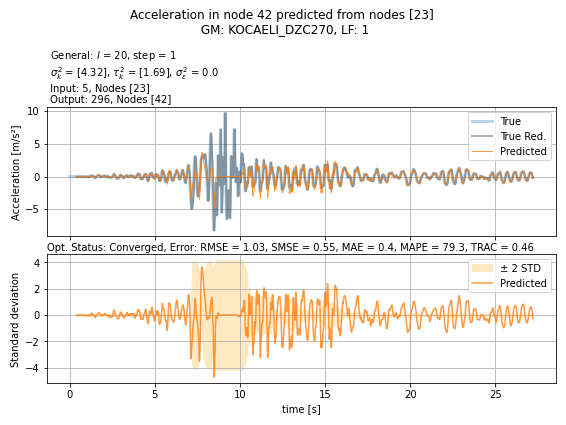 Acceleration in node 42 predicted from nodes [23]
GM: KOCAELI_DZC270, LF: 1
General: l = 20, step = 1
σ²ₖ = [4.32], τ²ₖ = [1.69], σ²ε = 0.0
Input: 5, Nodes [23]
Output: 296, Nodes [42]
10
5
0
−5
Acceleration [m/s²]
True
True Red.
Predicted
Opt. Status: Converged, Error: RMSE = 1.03, SMSE = 0.55, MAE = 0.4, MAPE = 79.3, TRAC = 0.46
4
2
0
−2
−4
Standard deviation
± 2 STD
Predicted
0 5 10 15 20 25
time [s]